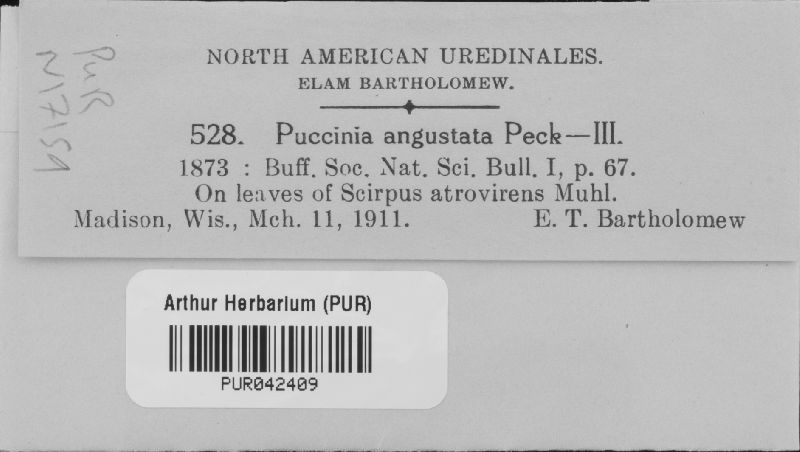 NORTH AMERICAN UREDINALES.
ELAM BARTHOLOMEW.
528. Puccinia angustata Peck—III.
1873 : Buff. Soc. Nat. Sci. Bull. I, p. 67.
On leaves of Scirpus atrovirens Muhl.
Madison, Wis., Mch. 11, 1911. E. T. Bartholomew
PUR
N17159
Arthur Herbarium (PUR)
PUR042409